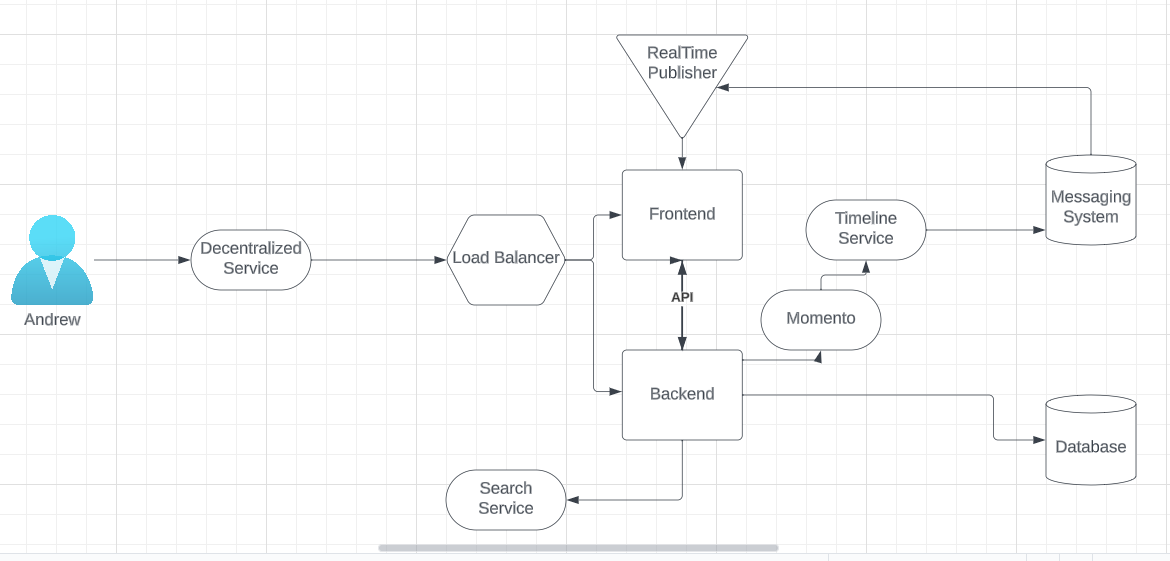 RealTime
Publisher
Frontend
Timeline
Service
Messaging
System
Decentralized
Service
Load Balancer
API
Andrew
Momento
Backend
Database
Search
Service